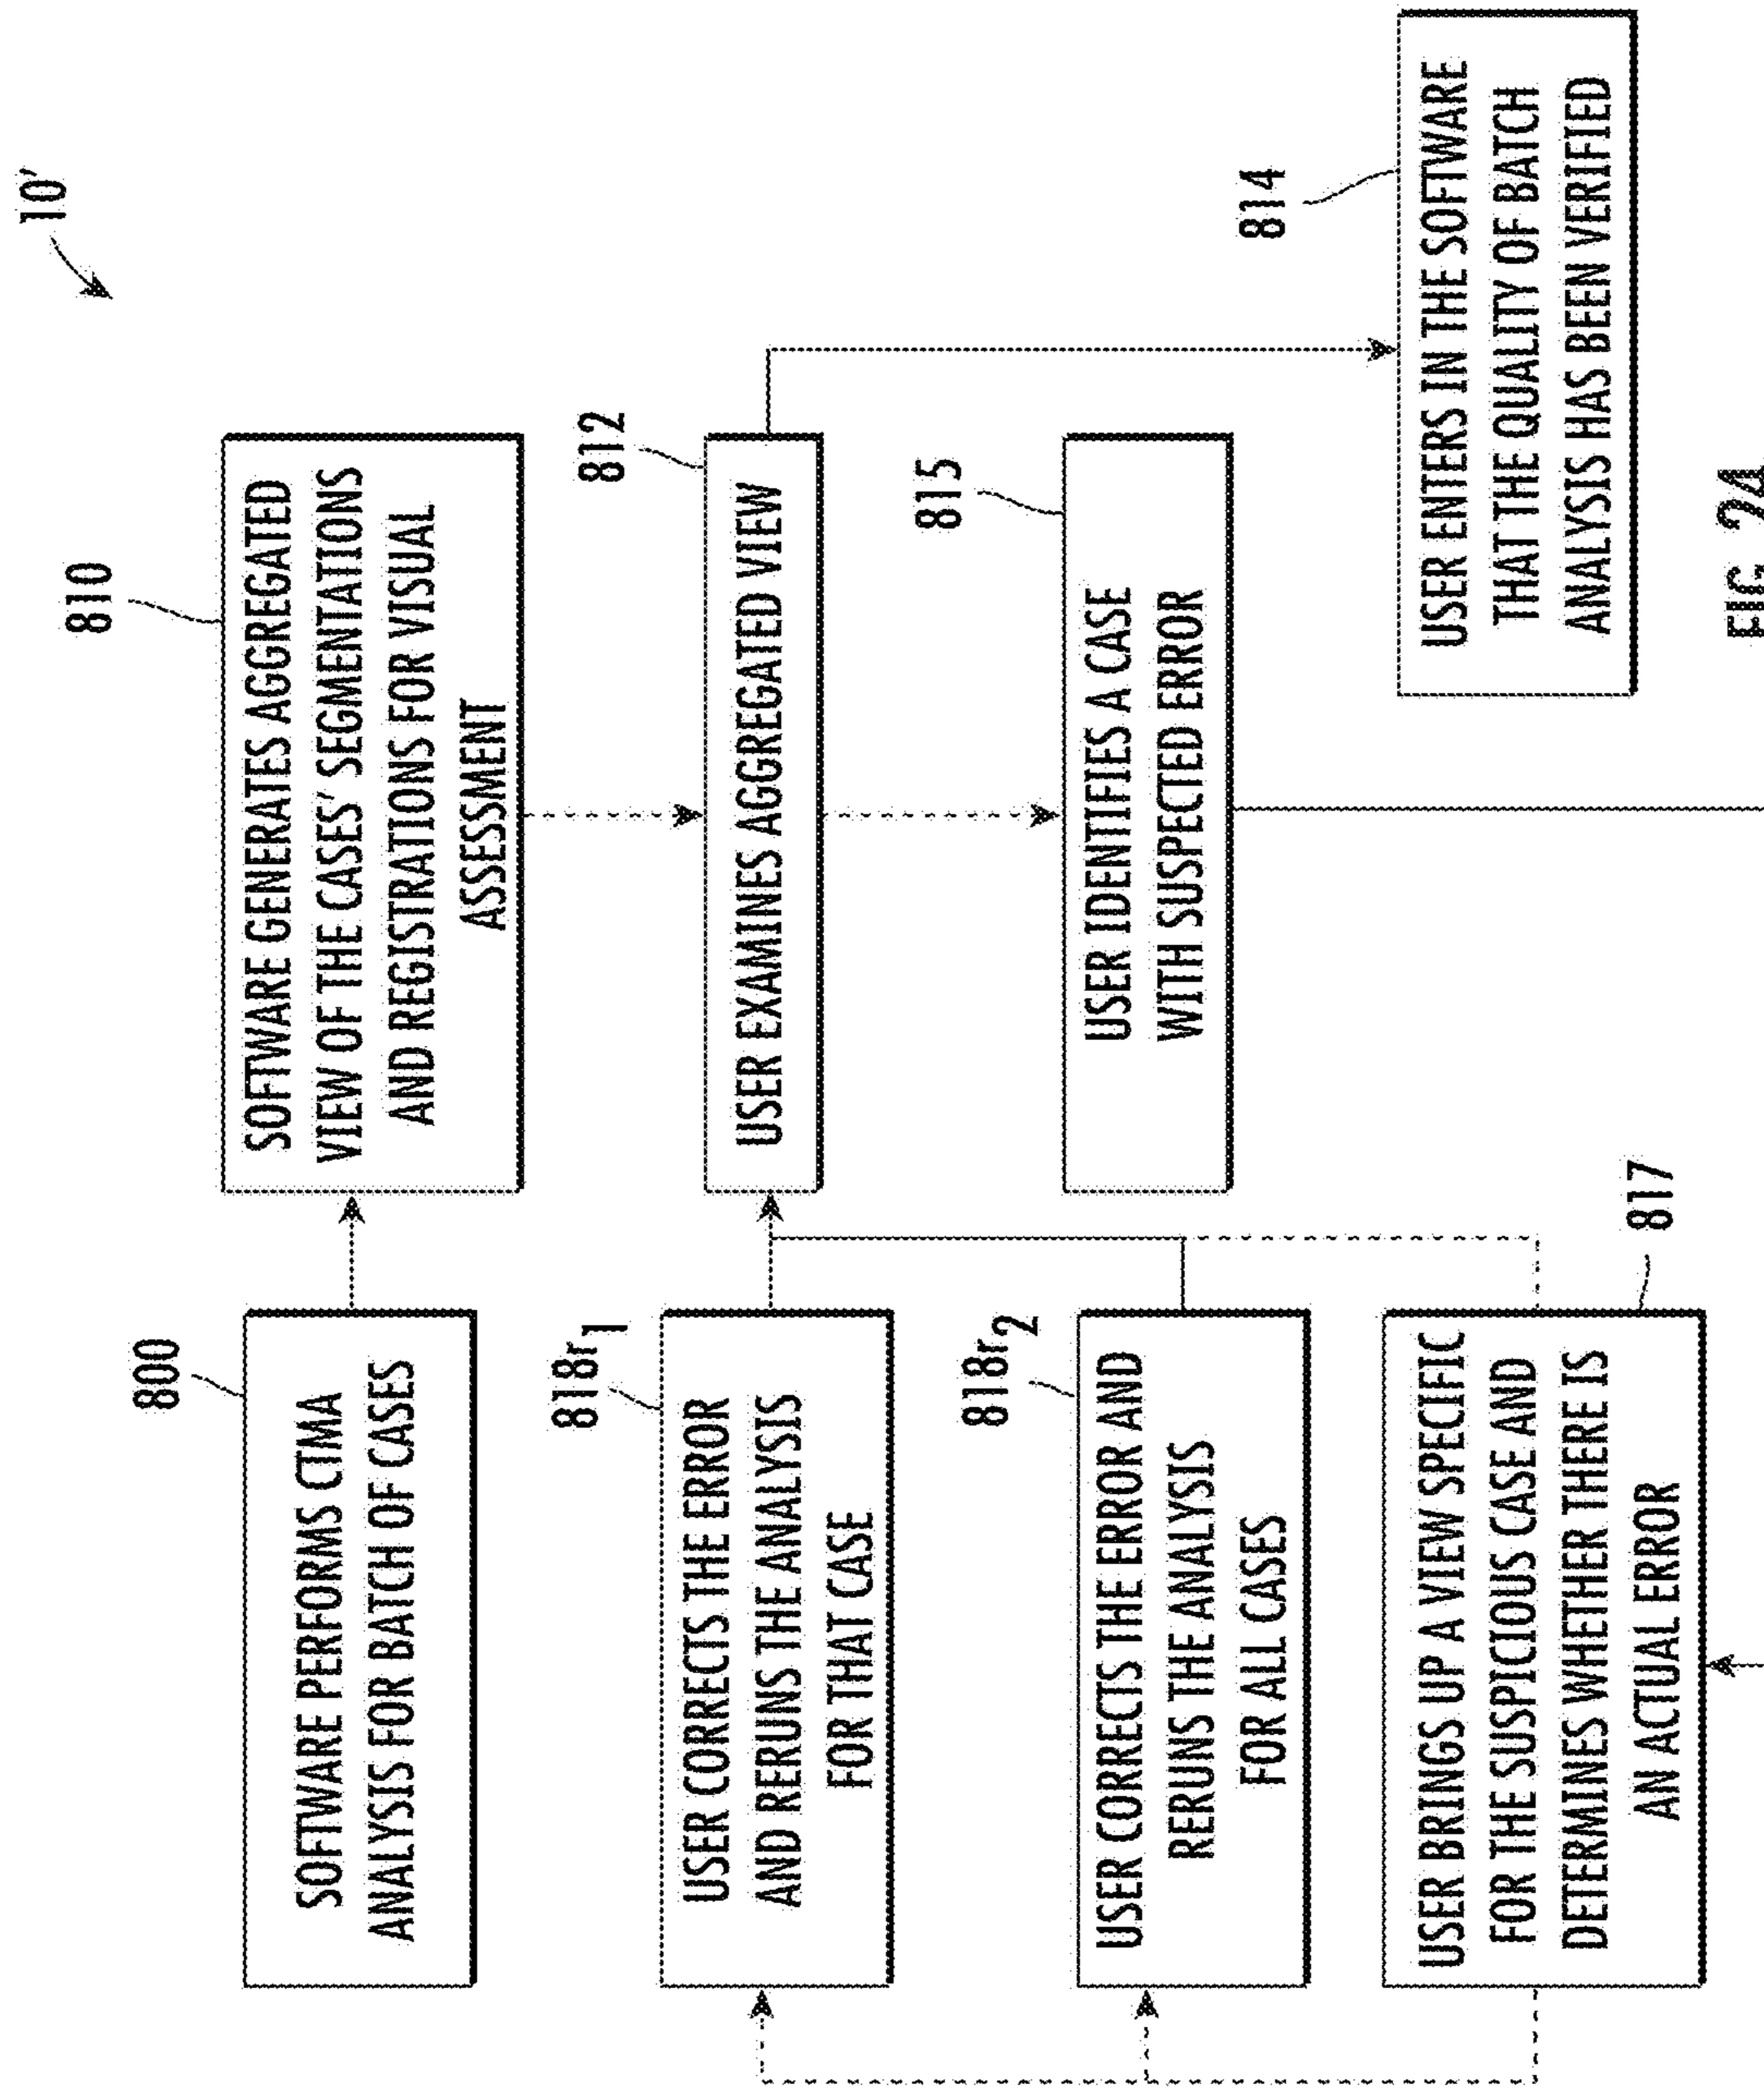 10'
800
SOFTWARE PERFORMS CTMA
ANALYSIS FOR BATCH OF CASES
810
SOFTWARE GENERATES AGGREGATED
VIEW OF THE CASES' SEGMENTATIONS
AND REGISTRATIONS FOR VISUAL
ASSESSMENT
818r1
USER CORRECTS THE ERROR
AND RERUNS THE ANALYSIS
FOR THAT CASE
812
USER EXAMINES AGGREGATED VIEW
818r2
USER CORRECTS THE ERROR AND
RERUNS THE ANALYSIS
FOR ALL CASES
815
USER IDENTIFIES A CASE
WITH SUSPECTED ERROR
817
USER BRINGS UP A VIEW SPECIFIC
FOR THE SUSPICIOUS CASE AND
DETERMINES WHETHER THERE IS
AN ACTUAL ERROR
814
USER ENTERS IN THE SOFTWARE
THAT THE QUALITY OF BATCH
ANALYSIS HAS BEEN VERIFIED
FIG. 24